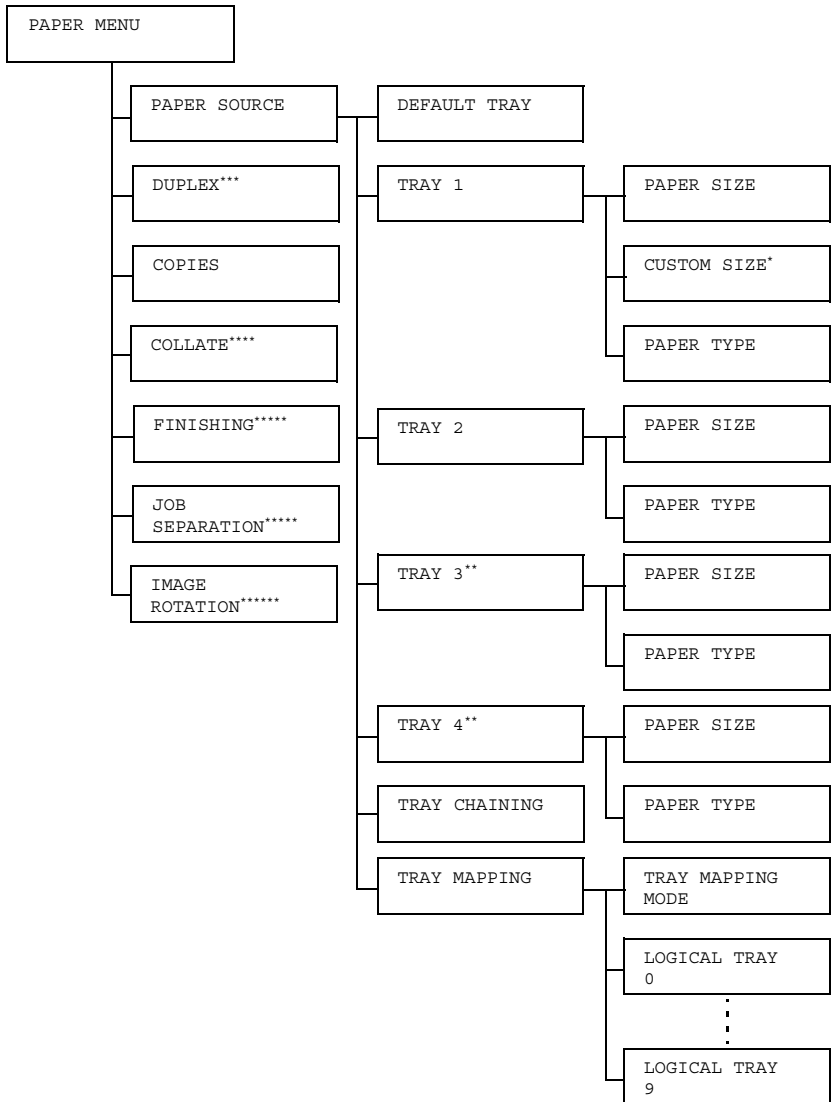 PAPER MENU
PAPER SOURCE
DEFAULT TRAY
DUPLEX***
TRAY 1
PAPER SIZE
COPIES
CUSTOM SIZE*
COLLATE****
PAPER TYPE
FINISHING*****
TRAY 2
PAPER SIZE
JOB
SEPARATION*****
PAPER TYPE
IMAGE
ROTATION******
TRAY 3**
PAPER SIZE
PAPER TYPE
TRAY 4**
PAPER SIZE
TRAY CHAINING
PAPER TYPE
TRAY MAPPING
TRAY MAPPING
MODE
LOGICAL TRAY
0
LOGICAL TRAY
9